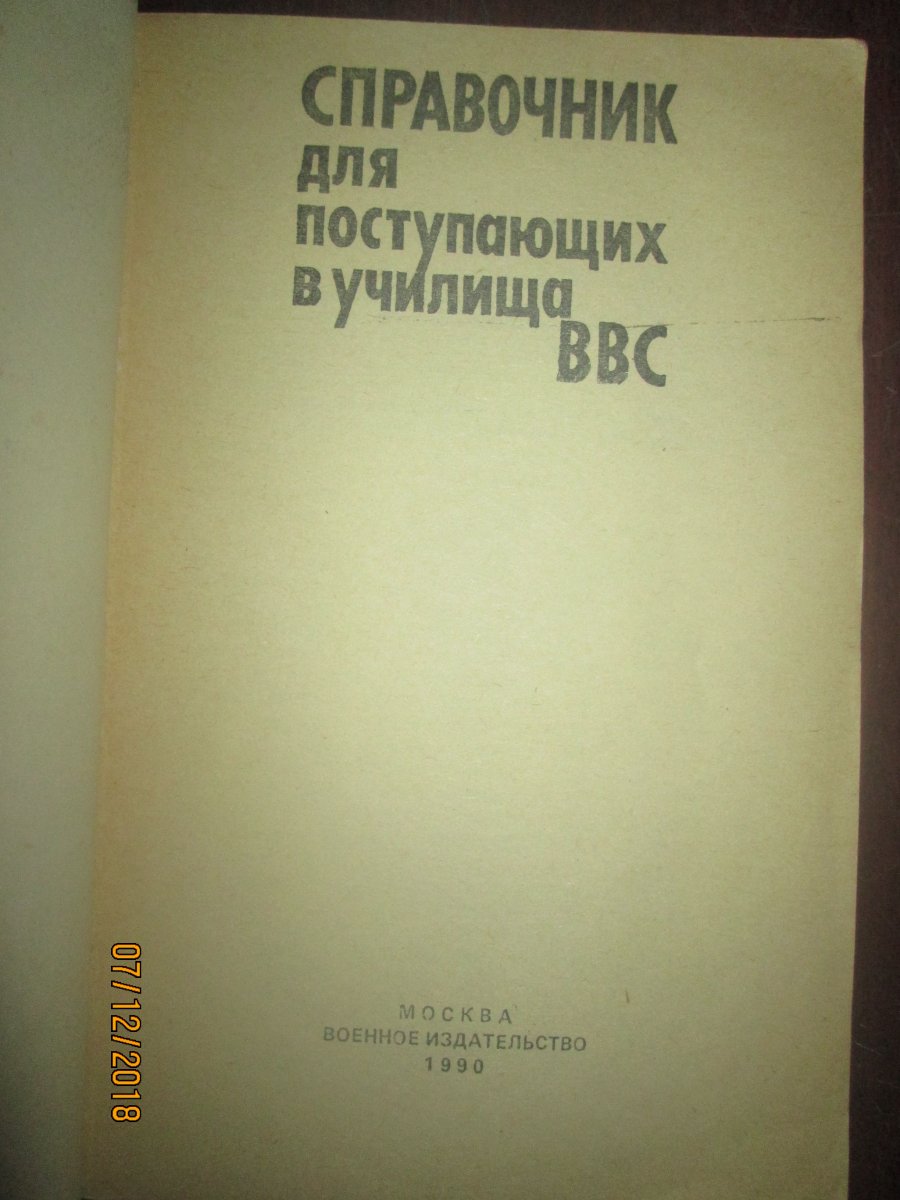 СПРАВОЧНИК
для
поступающих
в училища
ВВС
МОСКВА
ВОЕННОЕ ИЗДАТЕЛЬСТВО
1990
07/12/2018